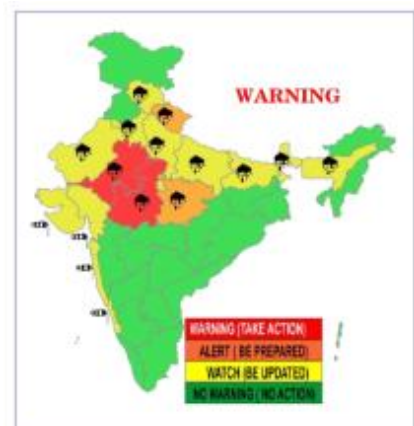 WARNING
WARNING (TAKE ACTION)
ALERT ( BE PREPARED)
WATCH (BE UPDATED)
NO WARNING ( NO ACTION)